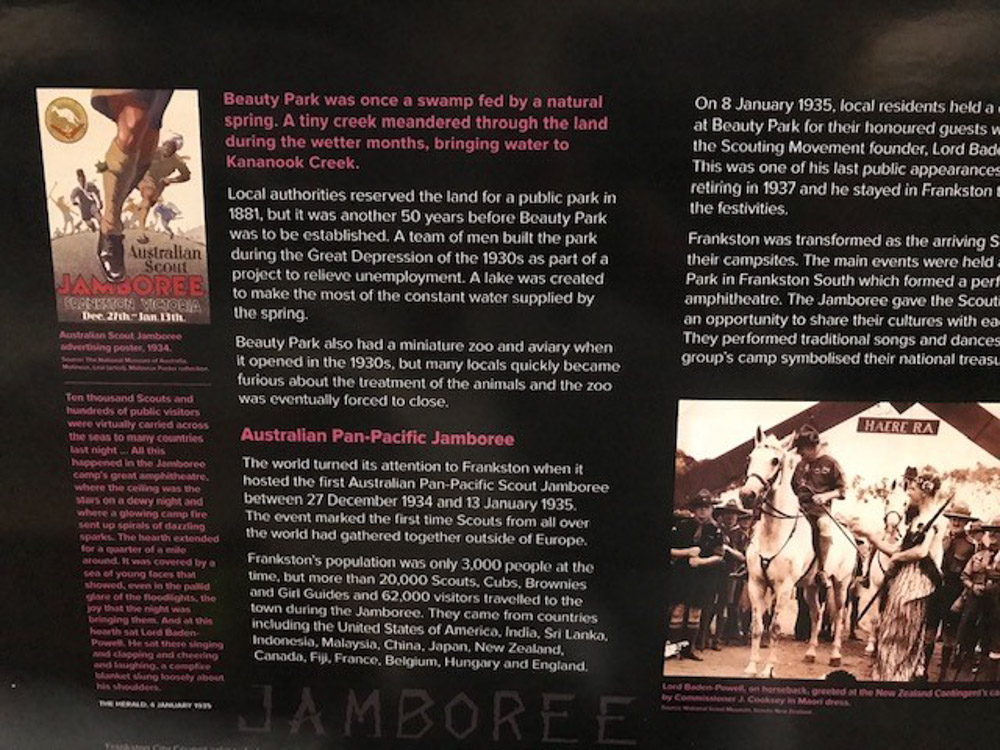 Australian
Scout
JAMBOREE
FRANKSTON VICTORIA
Dec. 27th - Jan. 13th.
Australian Scout Jamboree
advertising poster, 1934.
Source: The National Museum of Australia,
Ten thousand Scouts and
hundreds of public visitors
were virtually carried across
the seas to many countries
last night ... All this
happened in the Jamboree
camp's great amphitheatre,
where the ceiling was the
stars on a dewy night and
where a glowing camp fire
sent up spirals of dazzling
sparks. The hearth extended
for a quarter of a mile
around. It was covered by a
sea of young faces that
showed, even in the pallid
glare of the floodlights, the
joy that the night was
bringing them. And at this
hearth sat Lord Baden-
Powell. He sat there singing
and clapping and cheering
and laughing, a campfire
blanket slung loosely about
his shoulders.
THE HERALD, 4 JANUARY 1935
Beauty Park was once a swamp fed by a natural
spring. A tiny creek meandered through the land
during the wetter months, bringing water to
Kananook Creek.
Local authorities reserved the land for a public park in
1881, but it was another 50 years before Beauty Park
was to be established. A team of men built the park
during the Great Depression of the 1930s as part of a
project to relieve unemployment. A lake was created
to make the most of the constant water supplied by
the spring.
Beauty Park also had a miniature zoo and aviary when
it opened in the 1930s, but many locals quickly became
furious about the treatment of the animals and the zoo
was eventually forced to close.
Australian Pan-Pacific Jamboree
The world turned its attention to Frankston when it
hosted the first Australian Pan-Pacific Scout Jamboree
between 27 December 1934 and 13 January 1935.
The event marked the first time Scouts from all over
the world had gathered together outside of Europe.
Frankston's population was only 3,000 people at the
time, but more than 20,000 Scouts, Cubs, Brownies
and Girl Guides and 62,000 visitors travelled to the
town during the Jamboree. They came from countries
including the United States of America, India, Sri Lanka,
Indonesia, Malaysia, China, Japan, New Zealand,
Canada, Fiji, France, Belgium, Hungary and England.
JAMBOREE
Frankston City Council
On 8 January 1935, local residents held a
at Beauty Park for their honoured guests
the Scouting Movement founder, Lord
This was one of his last public appearances
retiring in 1937 and he stayed in Frankston
the festivities.
Frankston was transformed as the arriving
their campsites. The main events were held
Park in Frankston South which formed a
amphitheatre. The Jamboree gave the
an opportunity to share their cultures with
They performed traditional songs and dances
group's camp symbolised their national
HAERE RA
Lord Baden-Powell, on horseback, greeted at the New Zealand Contingent's
by Commissioner J. Cooksey in Maori dress.
Source: National Scout Museum,